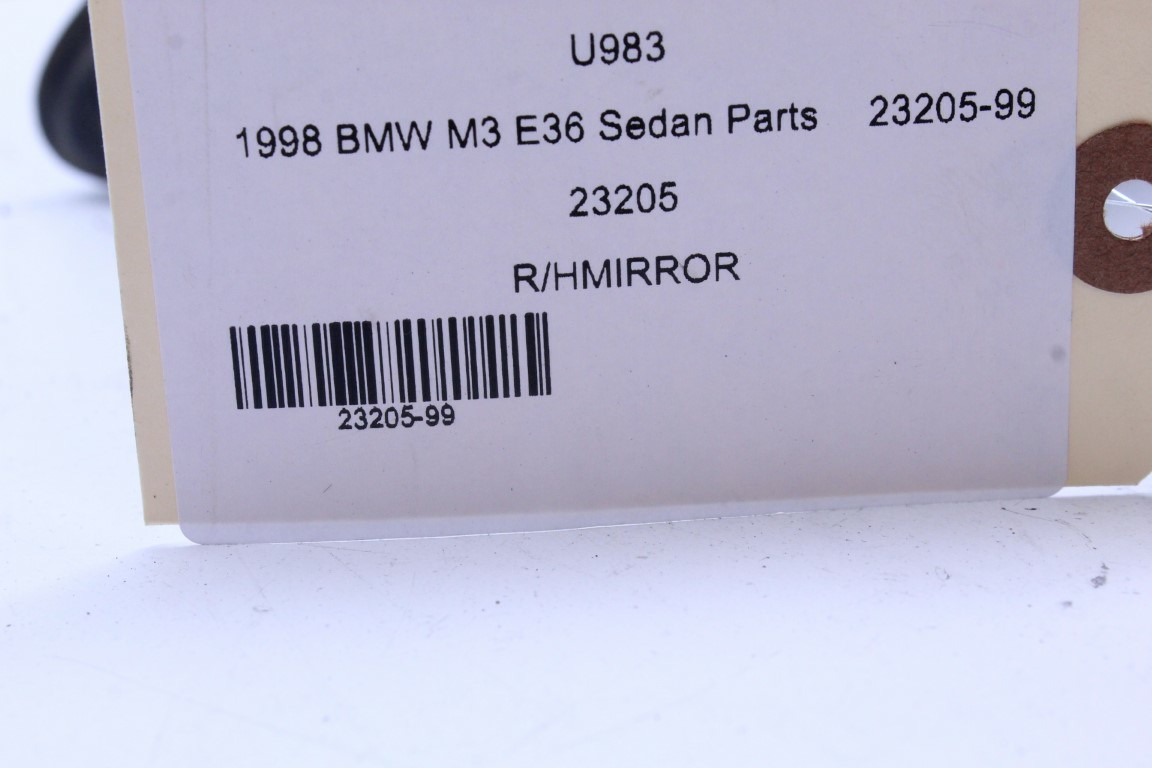 U983
1998 BMW M3 E36 Sedan Parts 23205-99
23205
R/HMIRROR
23205-99